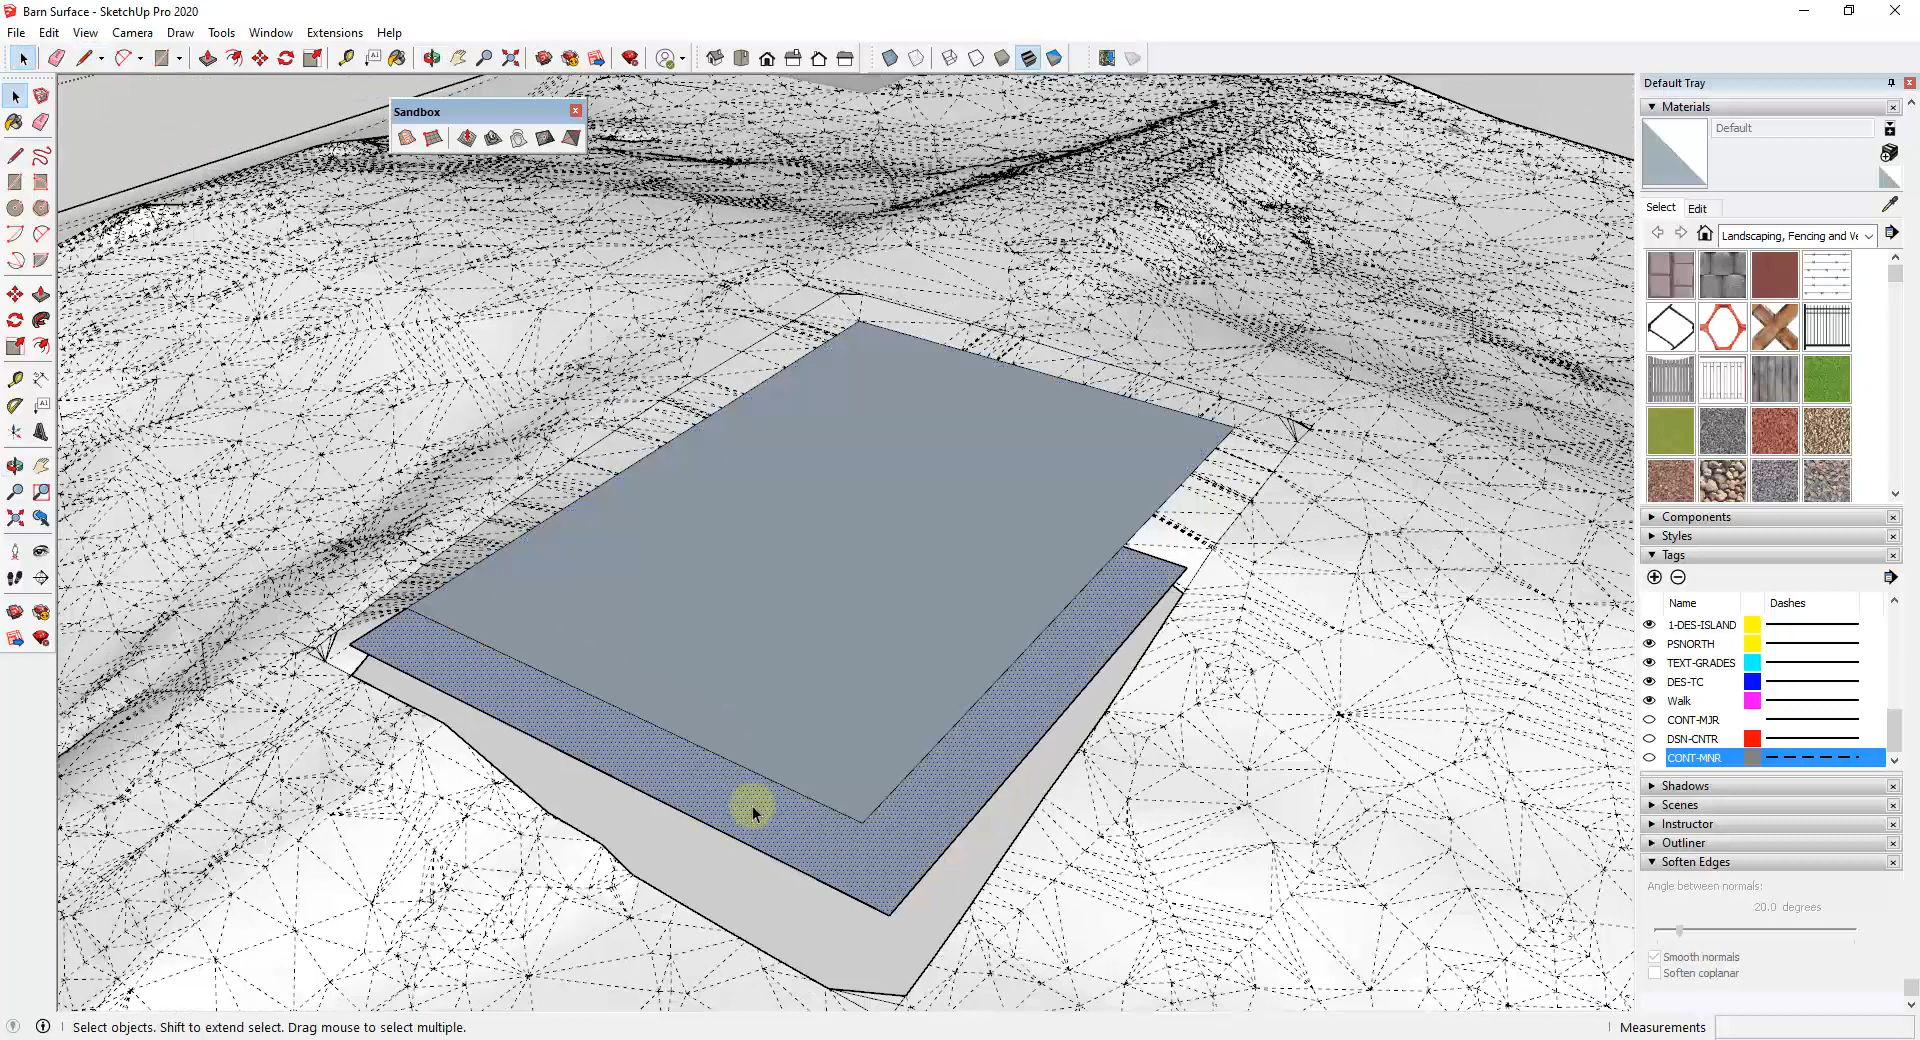 Barn Surface - SketchUp Pro 2020
File Edit View Camera Draw Tools Window Extensions Help
Sandbox
Default Tray
Materials
Default
Select Edit
Landscaping, Fencing and Ve
Components
Styles
Tags
Name Dashes
1-DES-ISLAND
PSNORTH
TEXT-GRADES
DES-TC
Walk
CONT-MJR
DSN-CNTR
CONT-MNR
Shadows
Scenes
Instructor
Outliner
Soften Edges
Angle between normals:
20.0 degrees
Smooth normals
Soften coplanar
Select objects. Shift to extend select. Drag mouse to select multiple.
Measurements